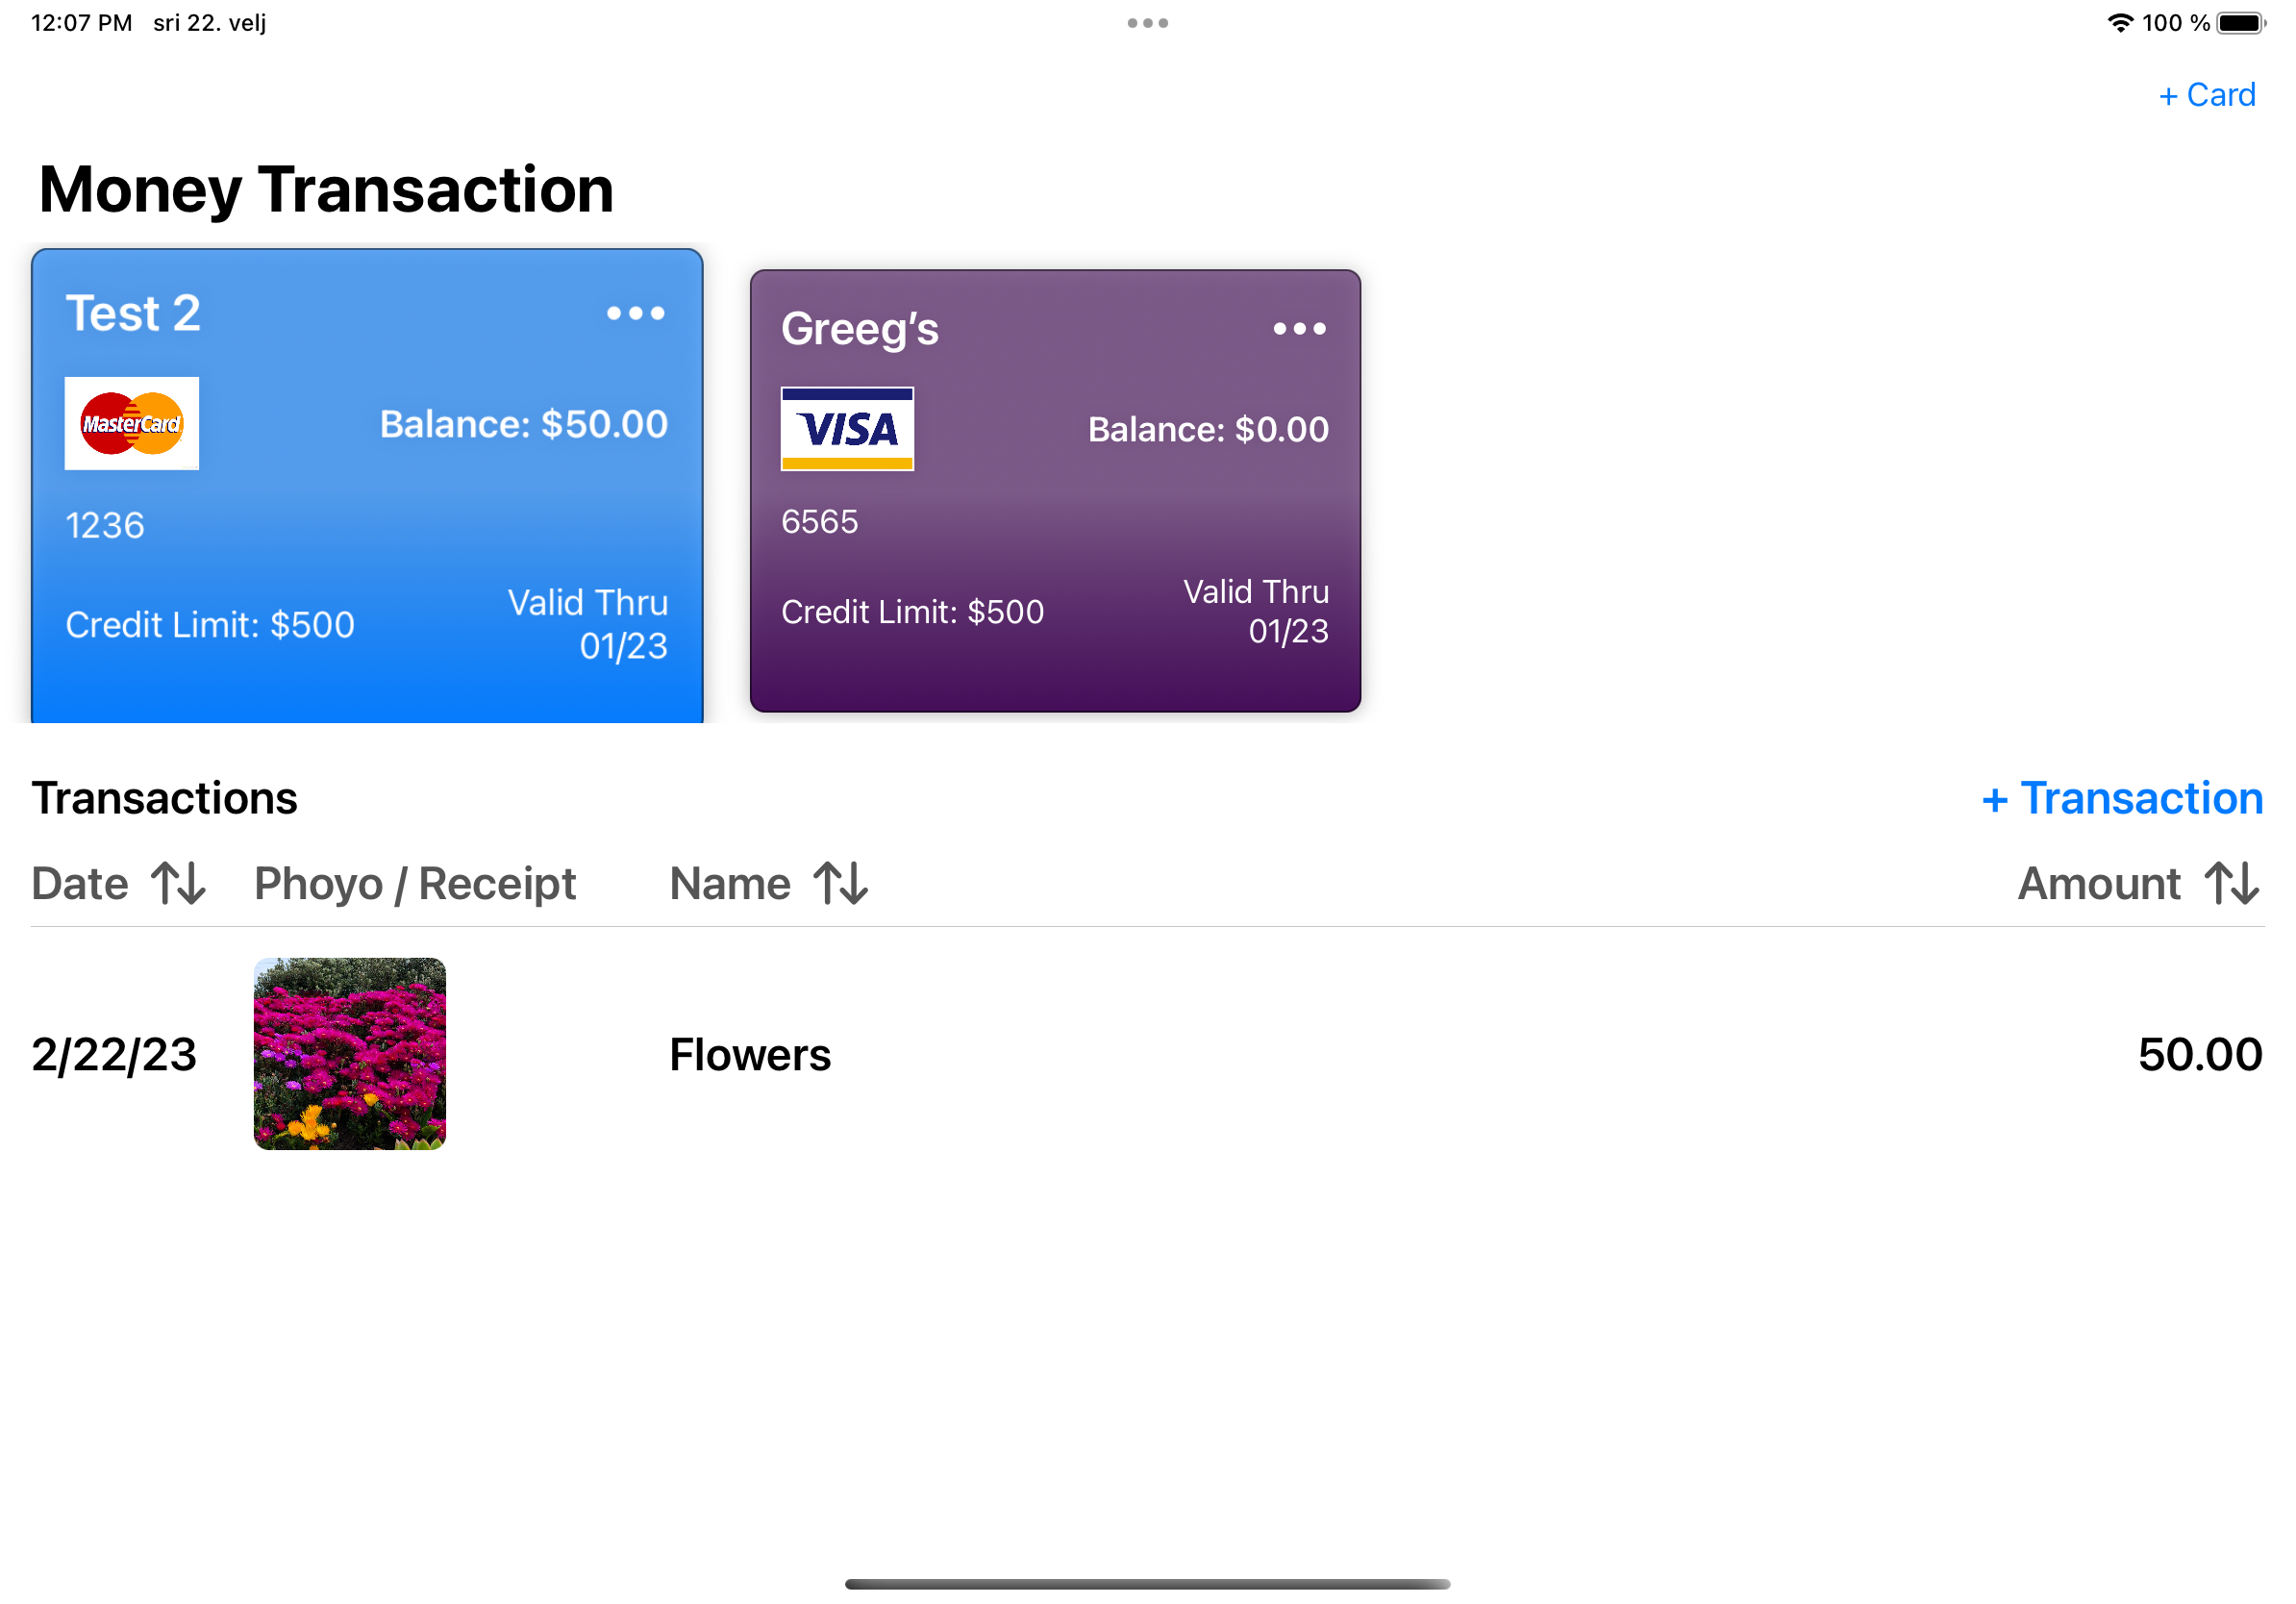 12:07 PM sri 22. velj
100 %
+ Card
Money Transaction
Test 2
MasterCard
Balance: $50.00
1236
Credit Limit: $500
Valid Thru
01/23
Greeg’s
VISA
Balance: $0.00
6565
Credit Limit: $500
Valid Thru
01/23
Transactions + Transaction
Date Phoyo / Receipt Name Amount
2/22/23 Flowers 50.00